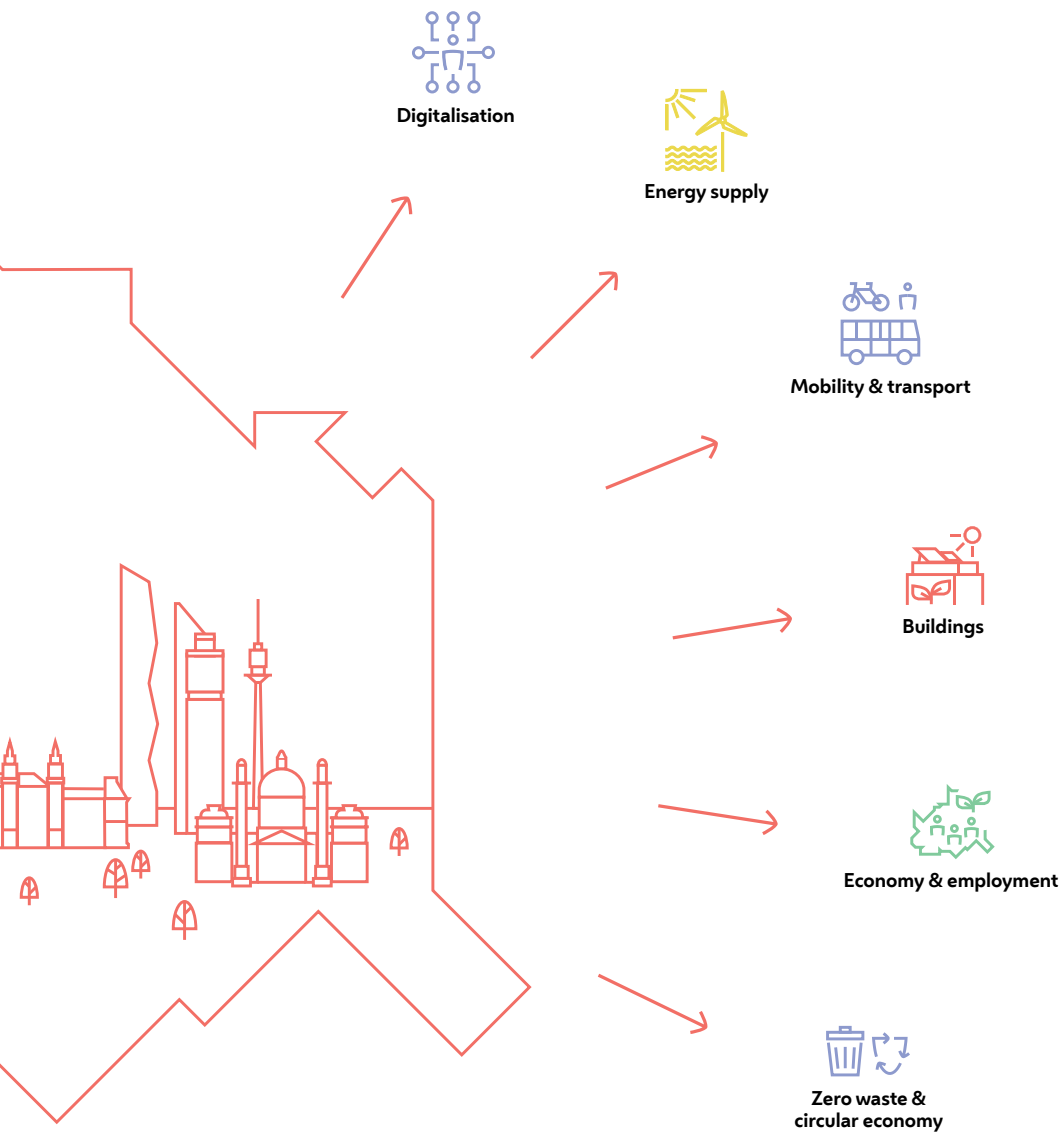 Digitalisation
Energy supply
Mobility & transport
Buildings
Economy & employment
Zero waste &
circular economy